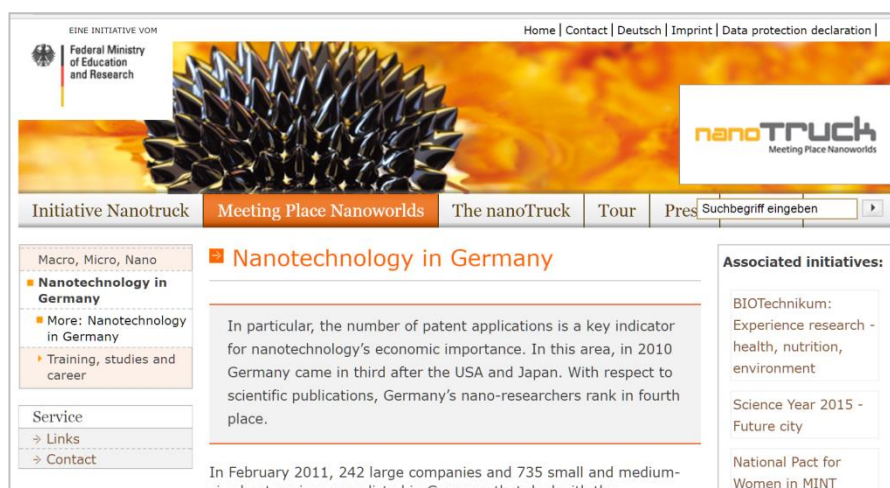 EINE INITIATIVE VOM
Federal Ministry
of Education
and Research
Home | Contact | Deutsch | Imprint | Data protection declaration |
nanoTruck
Meeting Place Nanoworlds
Initiative Nanotruck
Meeting Place Nanoworlds
The nanoTruck
Tour
Pres
Suchbegriff eingeben
Macro, Micro, Nano
Nanotechnology in
Germany
More: Nanotechnology
in Germany
Training, studies and
career
Service
Links
Contact
Nanotechnology in Germany
In particular, the number of patent applications is a key indicator
for nanotechnology's economic importance. In this area, in 2010
Germany came in third after the USA and Japan. With respect to
scientific publications, Germany's nano-researchers rank in fourth
place.
In February 2011, 242 large companies and 735 small and medium-
Associated initiatives:
BIOTechnikum:
Experience research -
health, nutrition,
environment
Science Year 2015 -
Future city
National Pact for
Women in MINT